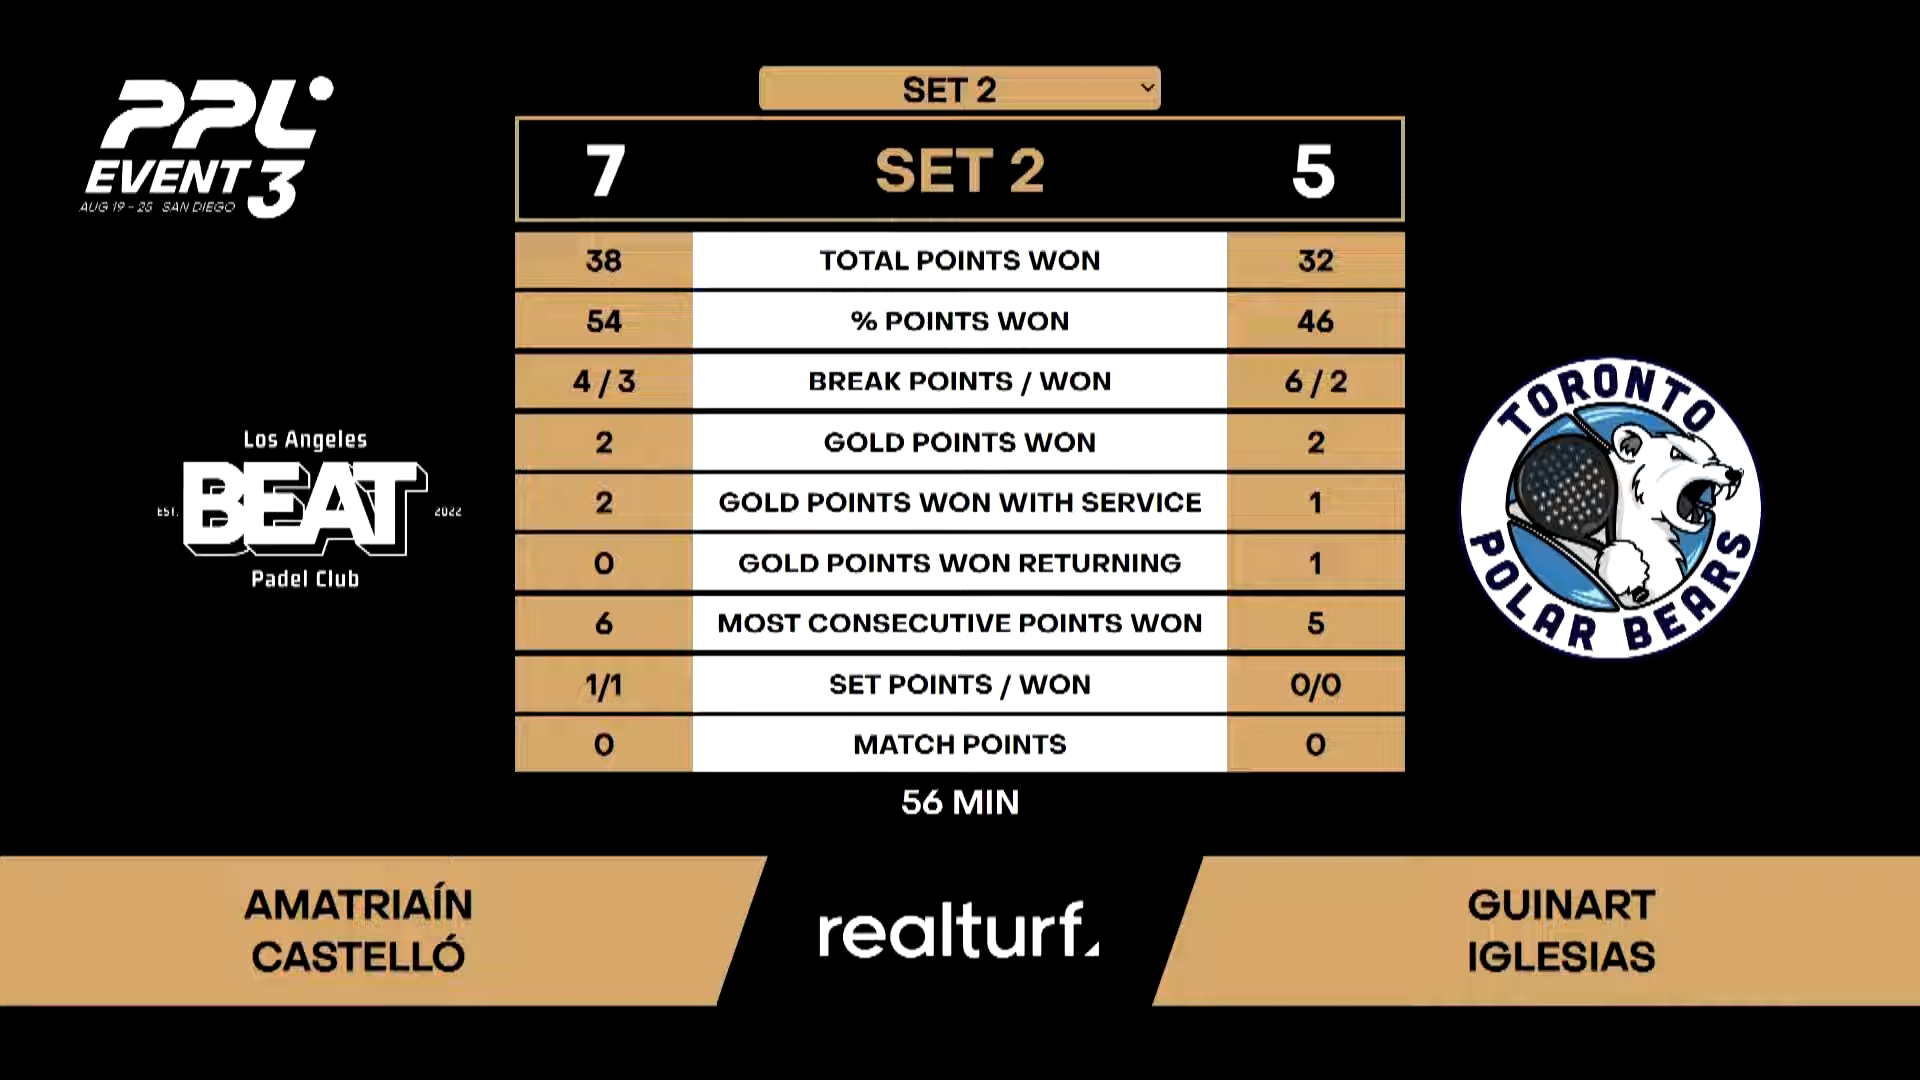 PPL
EVENT 3
AUG 19 - 25 SAN DIEGO
SET 2
7 SET 2 5
38 TOTAL POINTS WON 32
54 % POINTS WON 46
4 / 3 BREAK POINTS / WON 6 / 2
2 GOLD POINTS WON 2
2 GOLD POINTS WON WITH SERVICE 1
0 GOLD POINTS WON RETURNING 1
6 MOST CONSECUTIVE POINTS WON 5
1/1 SET POINTS / WON 0/0
0 MATCH POINTS 0
56 MIN
Los Angeles
EST. BEAT 2022
Padel Club
TORONTO
POLAR BEARS
AMATRIAÍN
CASTELLÓ
realturf
GUINART
IGLESIAS